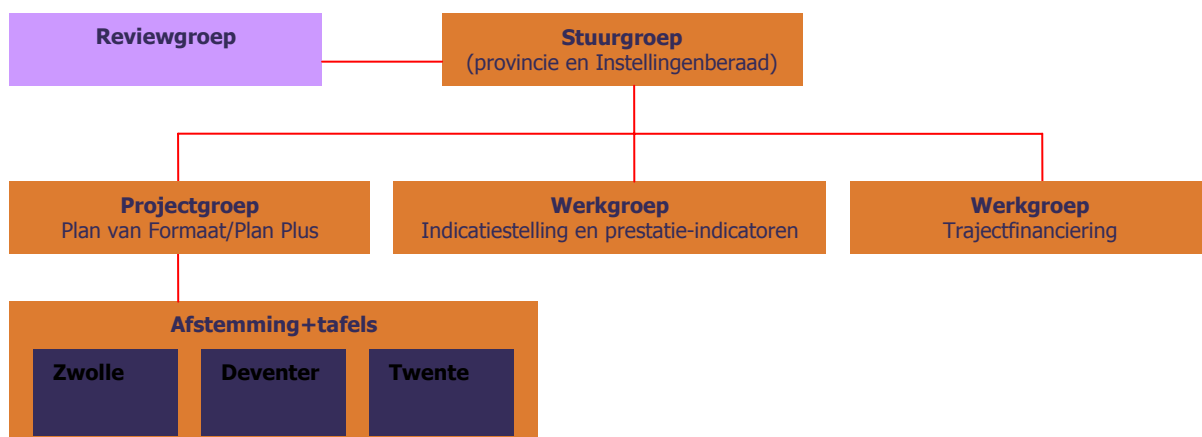 Reviewgroep
Stuurgroep
(provincie en Instellingenberaad)
Projectgroep
Plan van Formaat/Plan Plus
Werkgroep
Indicatiestelling en prestatie-indicatoren
Werkgroep
Trajectfinanciering
Afstemming+tafels
Zwolle
Deventer
Twente